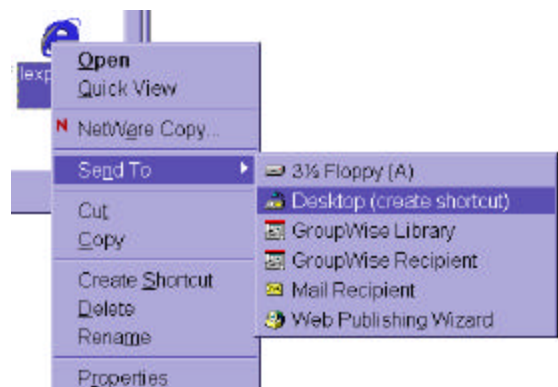 Iexp
Open
Quick View
NetWare Copy...
Send To
Cut
Copy
Create Shortcut
Delete
Rename
Properties
3½ Floppy (A)
Desktop (create shortcut)
GroupWise Library
GroupWise Recipient
Mail Recipient
Web Publishing Wizard